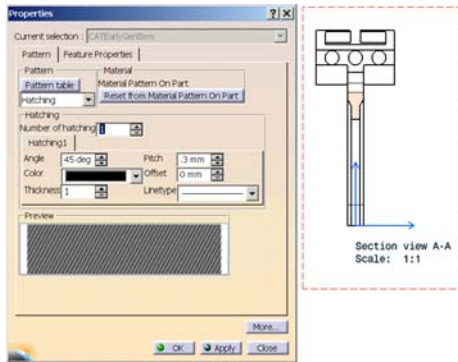 Properties
Current selection : CATEarlyGenItem
Pattern Feature Properties
Pattern Material
Pattern table Material Pattern On Part
Hatching Reset from Material Pattern On Part
Hatching
Number of hatching 1
Hatching1
Angle 45 deg Pitch .3 mm
Color Offset 0 mm
Thickness 1 Linetype
Preview
More...
OK Apply Close
Section view A-A
Scale: 1:1